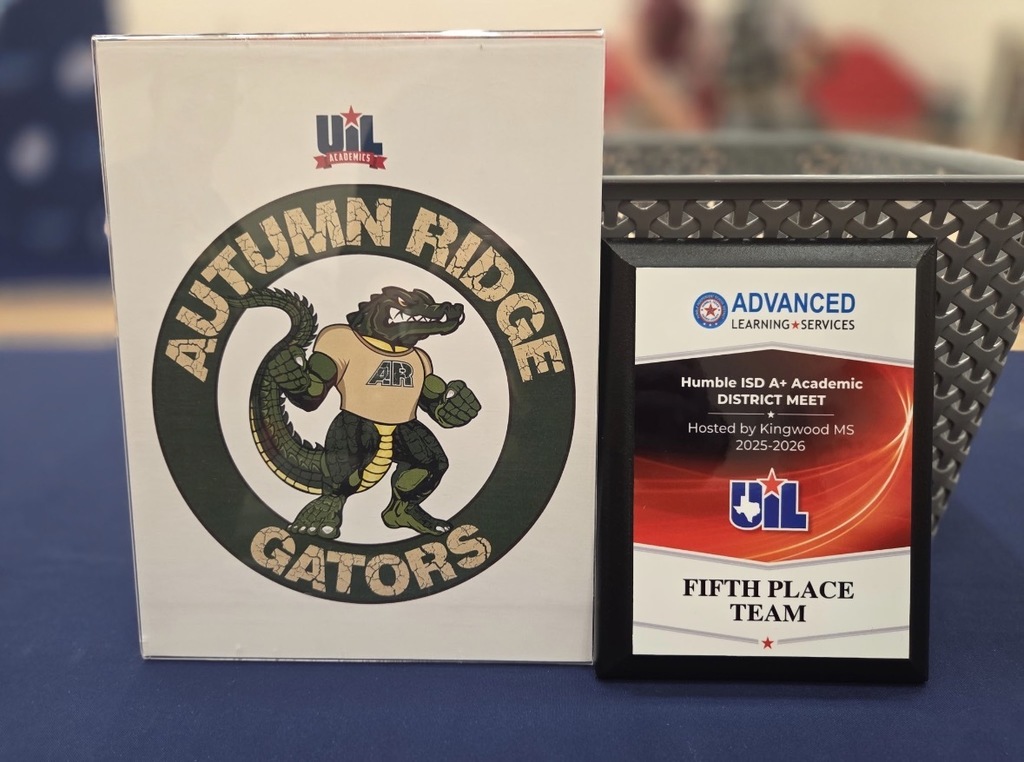 UIL
ACADEMICS
AUTUMN RIDGE
AR
GATORS
ADVANCED
LEARNING★SERVICES
Humble ISD A+ Academic
DISTRICT MEET
Hosted by Kingwood MS
2025-2026
UIL
FIFTH PLACE
TEAM